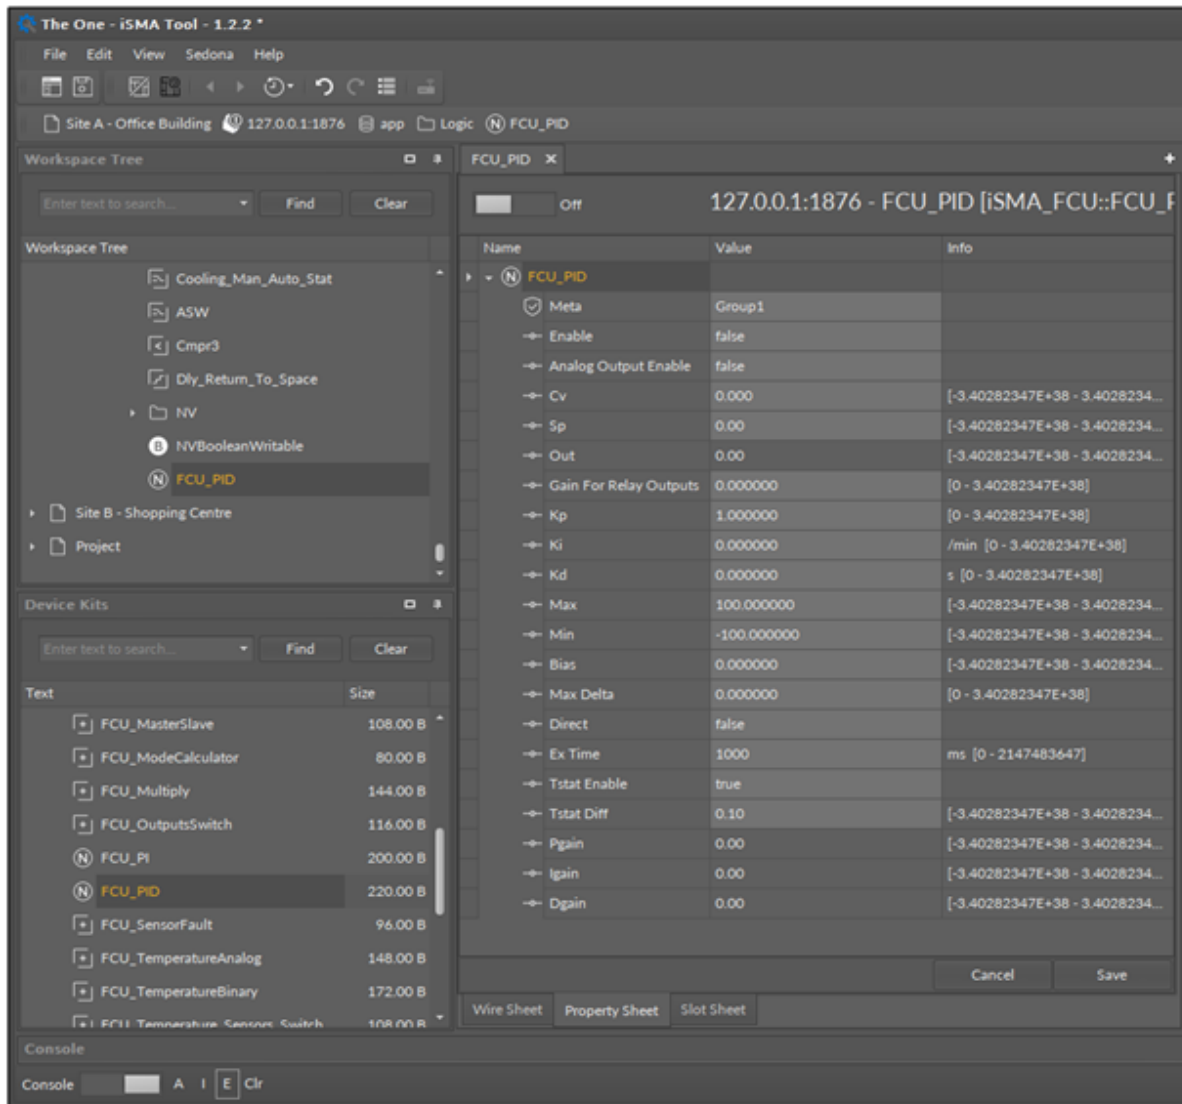 The One - iSMA Tool - 1.2.2 *
File Edit View Sedona Help
Site A - Office Building 127.0.0.1:1876 app Logic N FCU_PID
Workspace Tree
Enter text to search... Find Clear
Workspace Tree
Cooling_Man_Auto_Stat
ASW
Cmpr3
Dly_Return_To_Space
NV
B NVBooleanWritable
N FCU_PID
Site B - Shopping Centre
Project
Device Kits
Enter text to search... Find Clear
Text Size
FCU_MasterSlave 108.00 B
FCU_ModeCalculator 80.00 B
FCU_Multiply 144.00 B
FCU_OutputsSwitch 116.00 B
N FCU_PI 200.00 B
N FCU_PID 220.00 B
FCU_SensorFault 96.00 B
FCU_TemperatureAnalog 148.00 B
FCU_TemperatureBinary 172.00 B
FCU_Temperature_Sensors_Switch 108.00 B
FCU_PID
Off 127.0.0.1:1876 - FCU_PID [iSMA_FCU::FCU_P
Name Value Info
N FCU_PID
Meta Group1
Enable false
Analog Output Enable false
Cv 0.000 [-3.40282347E+38 - 3.4028234...
Sp 0.00 [-3.40282347E+38 - 3.4028234...
Out 0.00 [-3.40282347E+38 - 3.4028234...
Gain For Relay Outputs 0.000000 [0 - 3.40282347E+38]
Kp 1.000000 [0 - 3.40282347E+38]
Ki 0.000000 /min [0 - 3.40282347E+38]
Kd 0.000000 s [0 - 3.40282347E+38]
Max 100.000000 [-3.40282347E+38 - 3.4028234...
Min -100.000000 [-3.40282347E+38 - 3.4028234...
Bias 0.000000 [-3.40282347E+38 - 3.4028234...
Max Delta 0.000000 [0 - 3.40282347E+38]
Direct false
Ex Time 1000 ms [0 - 2147483647]
Tstat Enable true
Tstat Diff 0.10 [-3.40282347E+38 - 3.4028234...
Pgain 0.00 [-3.40282347E+38 - 3.4028234...
Igain 0.00 [-3.40282347E+38 - 3.4028234...
Dgain 0.00 [-3.40282347E+38 - 3.4028234...
Cancel Save
Wire Sheet Property Sheet Slot Sheet
Console
Console A I E Clr